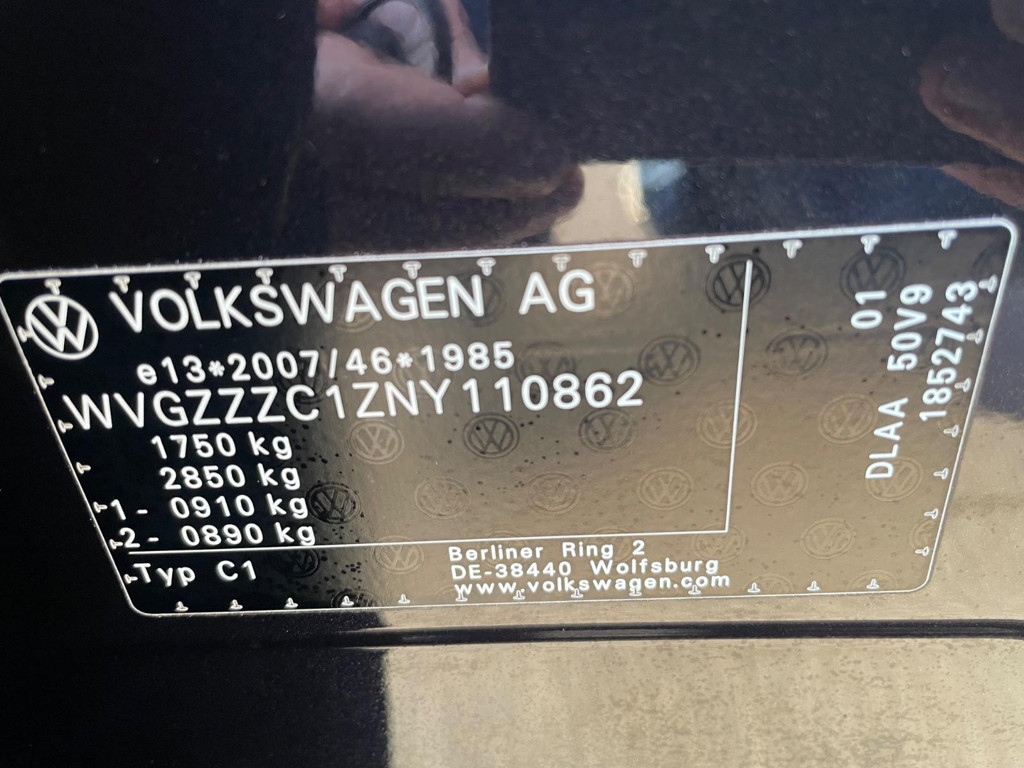 VOLKSWAGEN AG
e13*2007/46*1985
WVGZZZC1ZNY110862
1750 kg
2850 kg
1- 0910 kg
2- 0890 kg
Typ C1
Berliner Ring 2
DE-38440 Wolfsburg
www.volkswagen.com
DLAA 01
50V9
1852743